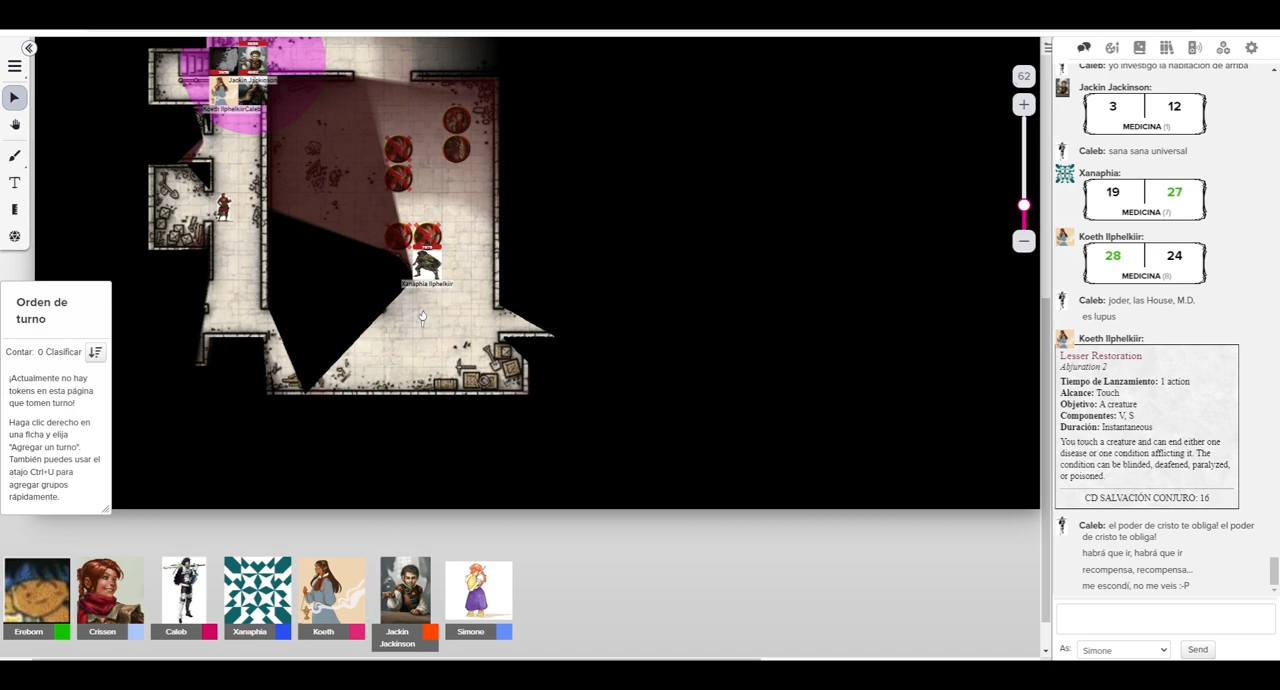 Caleb: yo investigo la habitación de arriba
Jackin Jackinson:
3 12
MEDICINA (1)
Caleb: sana sana universal
Xanaphia:
19 27
MEDICINA (7)
Koeth Ilphelkiir:
28 24
MEDICINA (8)
Caleb: joder, las House, M.D.
es lupus
Koeth Ilphelkiir:
Lesser Restoration
Abjuration 2
Tiempo de Lanzamiento: 1 action
Alcance: Touch
Objetivo: A creature
Componentes: V, S
Duración: Instantaneous
You touch a creature and can end either one
disease or one condition afflicting it. The
condition can be blinded, deafened, paralyzed,
or poisoned.
CD SALVACIÓN CONJURO: 16
Caleb: el poder de cristo te obliga! el poder
de cristo te obliga!
habrá que ir, habrá que ir
recompensa, recompensa...
me escondí, no me veis :-P
As: Simone Send
62
T
Jackin Jackinson
Koeth Ilphelkiir Caleb
Xanaphia Ilphelkiir
Orden de
turno
Contar: 0 Clasificar
¡Actualmente no hay
tokens en esta página
que tomen turno!
Haga clic derecho en
una ficha y elija
"Agregar un turno".
También puedes usar el
atajo Ctrl+U para
agregar grupos
rápidamente.
Ereborn
Crissen
Caleb
Xanaphia
Koeth
Jackin
Jackinson
Simone